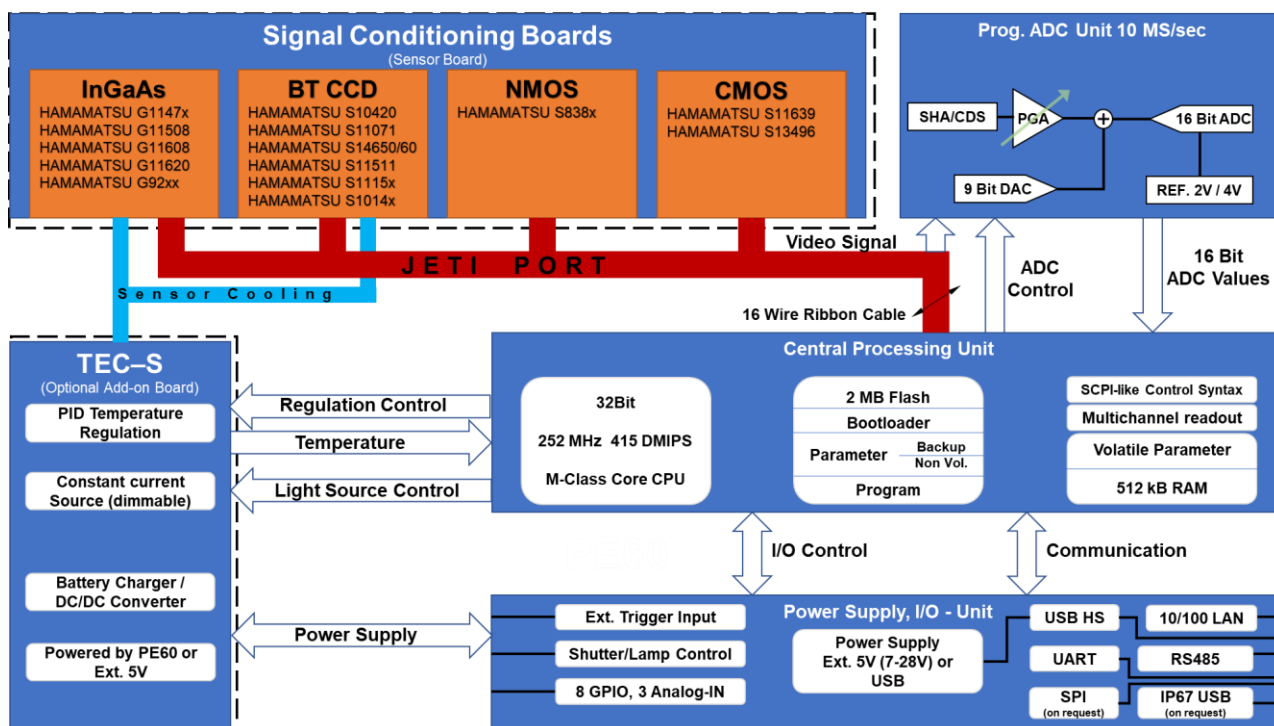 Signal Conditioning Boards
(Sensor Board)
InGaAs
HAMAMATSU G1147x
HAMAMATSU G11508
HAMAMATSU G11608
HAMAMATSU G11620
HAMAMATSU G92xx
BT CCD
HAMAMATSU S10420
HAMAMATSU S11071
HAMAMATSU S14650/60
HAMAMATSU S11511
HAMAMATSU S1115x
HAMAMATSU S1014x
NMOS
HAMAMATSU S838x
CMOS
HAMAMATSU S11639
HAMAMATSU S13496
Prog. ADC Unit 10 MS/sec
SHA/CDS
PGA
+
16 Bit ADC
9 Bit DAC
REF. 2V / 4V
Video Signal
JETI PORT
Sensor Cooling
16 Wire Ribbon Cable
ADC
Control
16 Bit
ADC Values
TEC–S
(Optional Add-on Board)
PID Temperature
Regulation
Constant current
Source (dimmable)
Battery Charger /
DC/DC Converter
Powered by PE60 or
Ext. 5V
Regulation Control
Temperature
Light Source Control
Power Supply
Central Processing Unit
32Bit
252 MHz 415 DMIPS
M-Class Core CPU
2 MB Flash
Bootloader
Parameter
Backup
Non Vol.
Program
SCPI-like Control Syntax
Multichannel readout
Volatile Parameter
512 kB RAM
I/O Control
Communication
Power Supply, I/O - Unit
Ext. Trigger Input
Shutter/Lamp Control
8 GPIO, 3 Analog-IN
Power Supply
Ext. 5V (7-28V) or
USB
USB HS
10/100 LAN
UART
RS485
SPI
(on request)
IP67 USB
(on request)